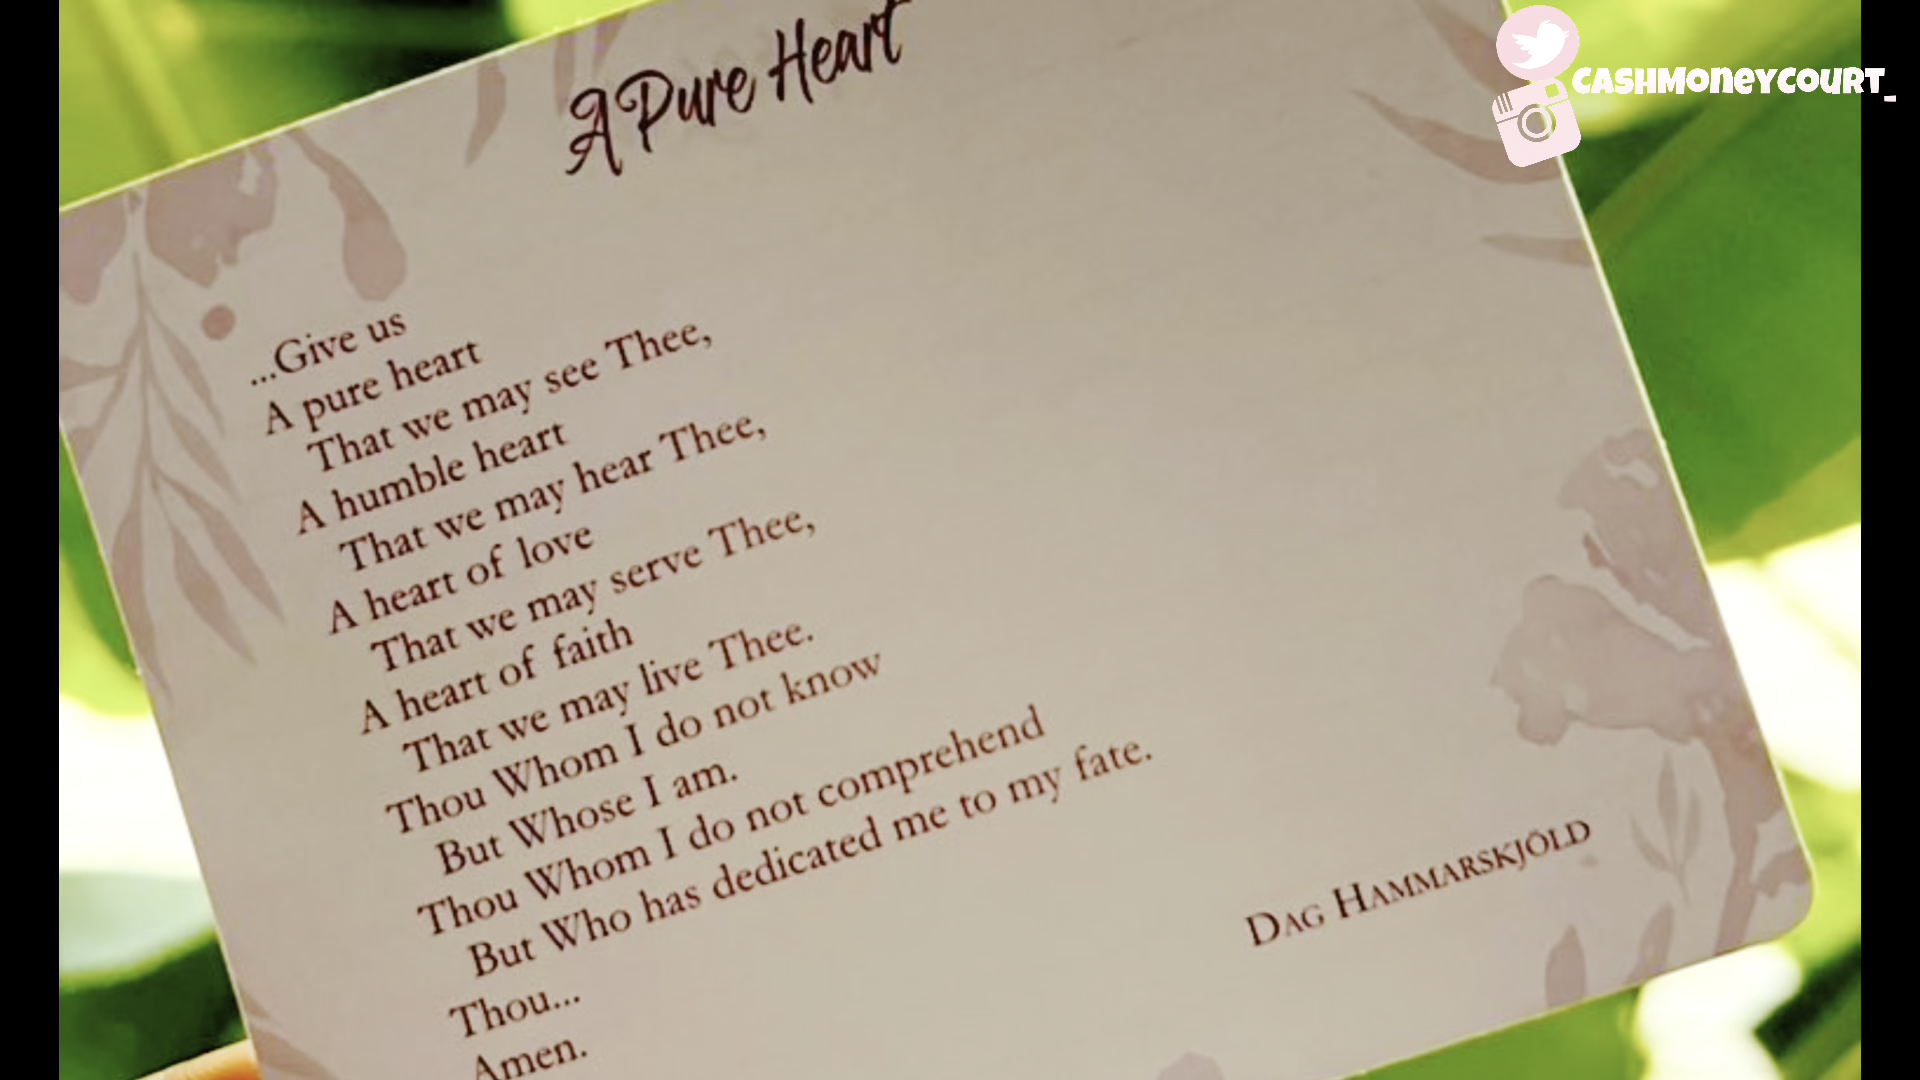 A Pure Heart
CASHMONEYCOURT_
...Give us
A pure heart
That we may see Thee,
A humble heart
That we may hear Thee,
A heart of love
That we may serve Thee,
A heart of faith
That we may live Thee.
Thou Whom I do not know
But Whose I am.
Thou Whom I do not comprehend
But Who has dedicated me to my fate.
Thou...
Amen.
DAG HAMMARSKJÖLD